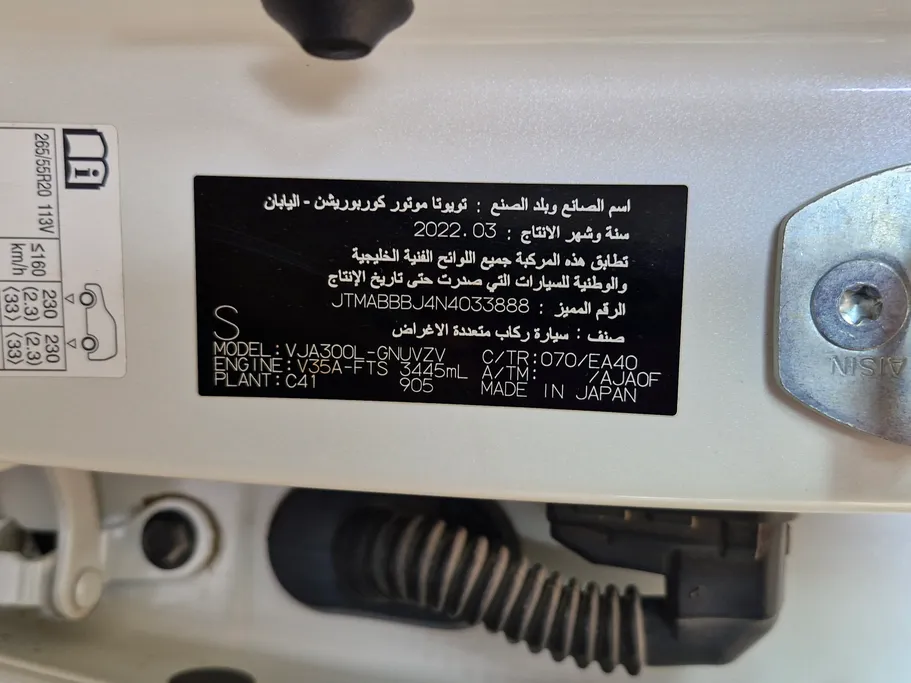 اسم الصانع وبلد الصنع : تويوتا موتور كوربوريشن - اليابان
سنة وشهر الانتاج : 2022.03
تطابق هذه المركبة جميع اللوائح الفنية الخليجية
والوطنية للسيارات التي صدرت حتى تاريخ الإنتاج
الرقم المميز : JTMABBBJ4N4033888
صنف : سيارة ركاب متعددة الاغراض
S
MODEL:VJA300L-GNUVZV C/TR:070/EA40
ENGINE:V35A-FTS 3445mL A/TM: /AJA0F
PLANT:C41 905 MADE IN JAPAN
265/55R20 113V
≤160 km/h
230 (2.3) (33)
230 (2.3) (33)
AISIN